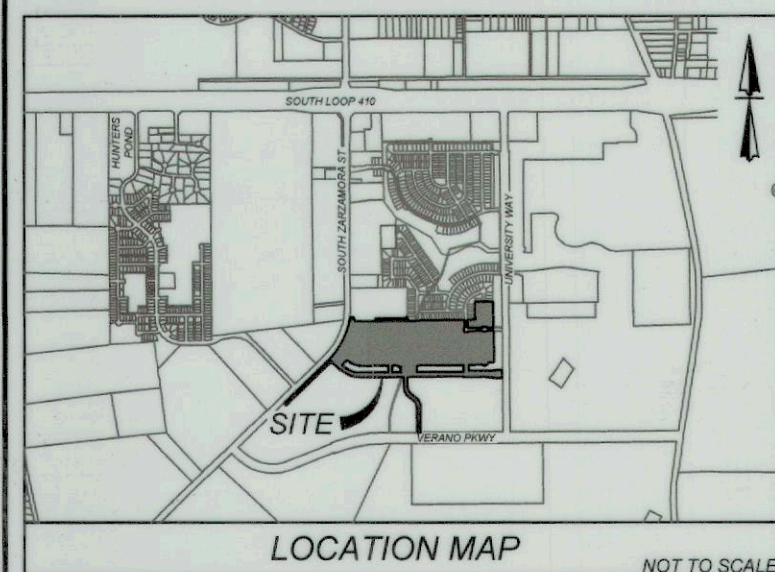 SOUTH LOOP 410
HUNTERS
POND
SOUTH ZARZAMORA ST
UNIVERSITY WAY
SITE
VERANO PKWY
LOCATION MAP
NOT TO SCALE